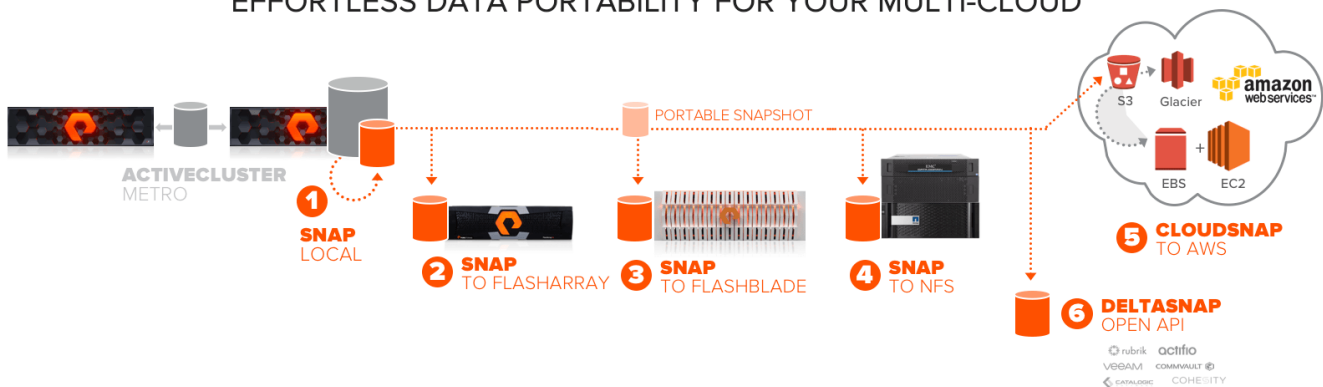 EFFORTLESS DATA PORTABILITY FOR YOUR MULTI-CLOUD
S3
Glacier
amazon
webservices™
PORTABLE SNAPSHOT
+
EBS
EC2
ACTIVECLUSTER
METRO
1
SNAP
LOCAL
2
SNAP
TO FLASHARRAY
3
SNAP
TO FLASHBLADE
4
SNAP
TO NFS
5
CLOUDSNAP
TO AWS
6
DELTASNAP
OPEN API
rubrik
actifio
veeAM
COMMVAULT
CATALOGIC
COHESITY